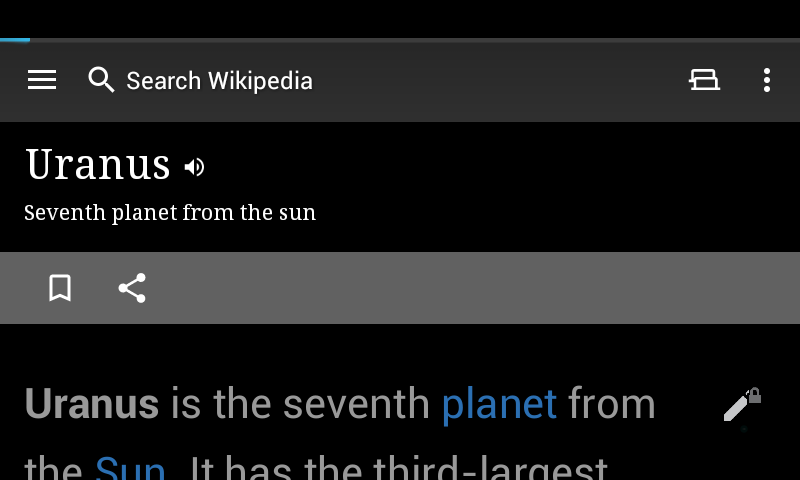 Search Wikipedia
Uranus
Seventh planet from the sun
Uranus is the seventh planet from
the Sun. It has the third-largest